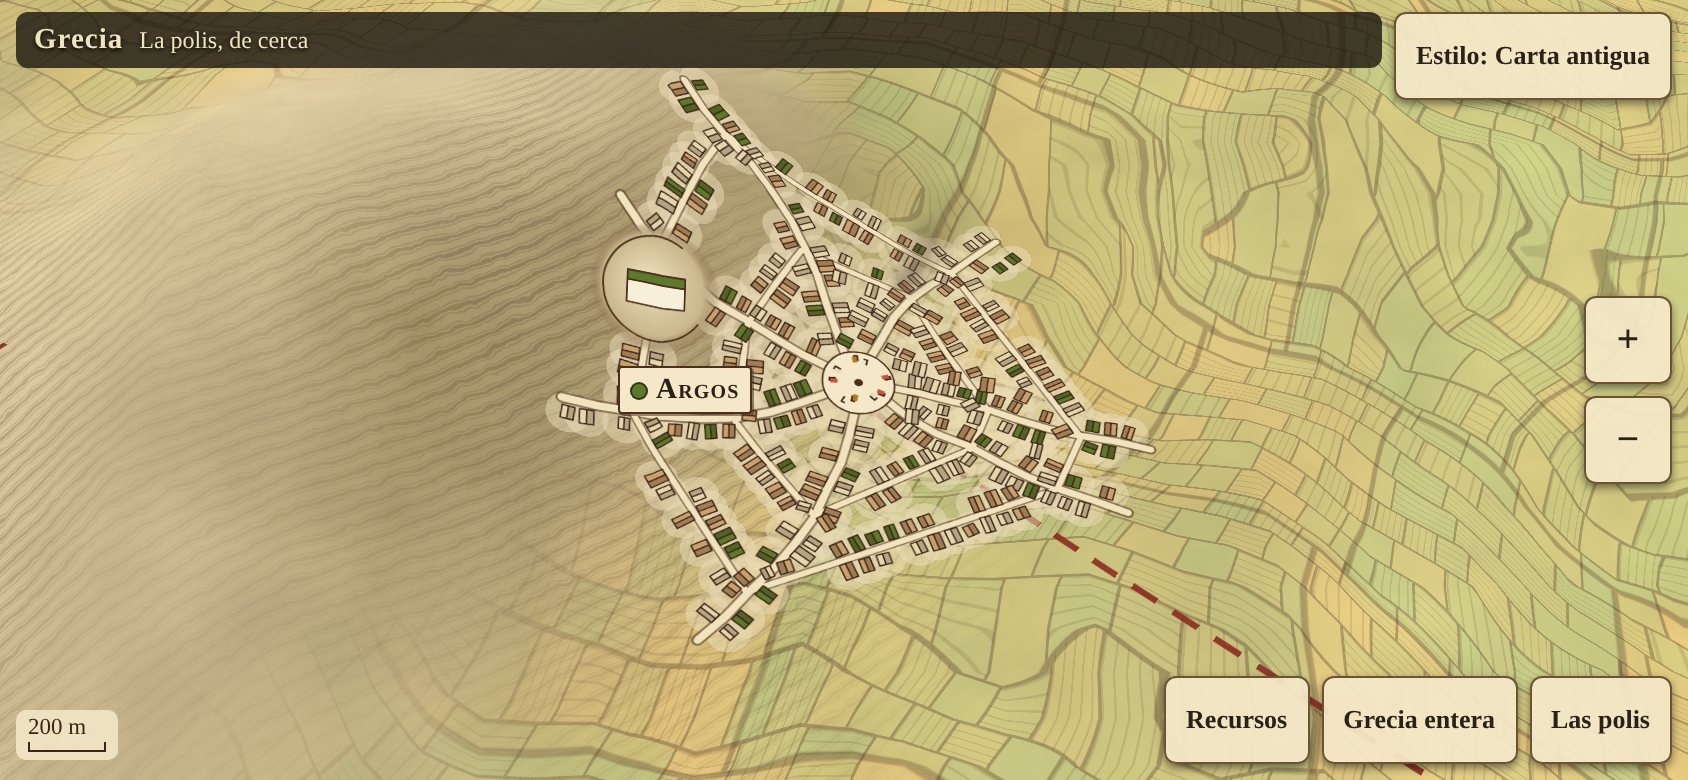 Grecia La polis, de cerca
Estilo: Carta antigua
Argos
+
−
200 m
Recursos
Grecia entera
Las polis